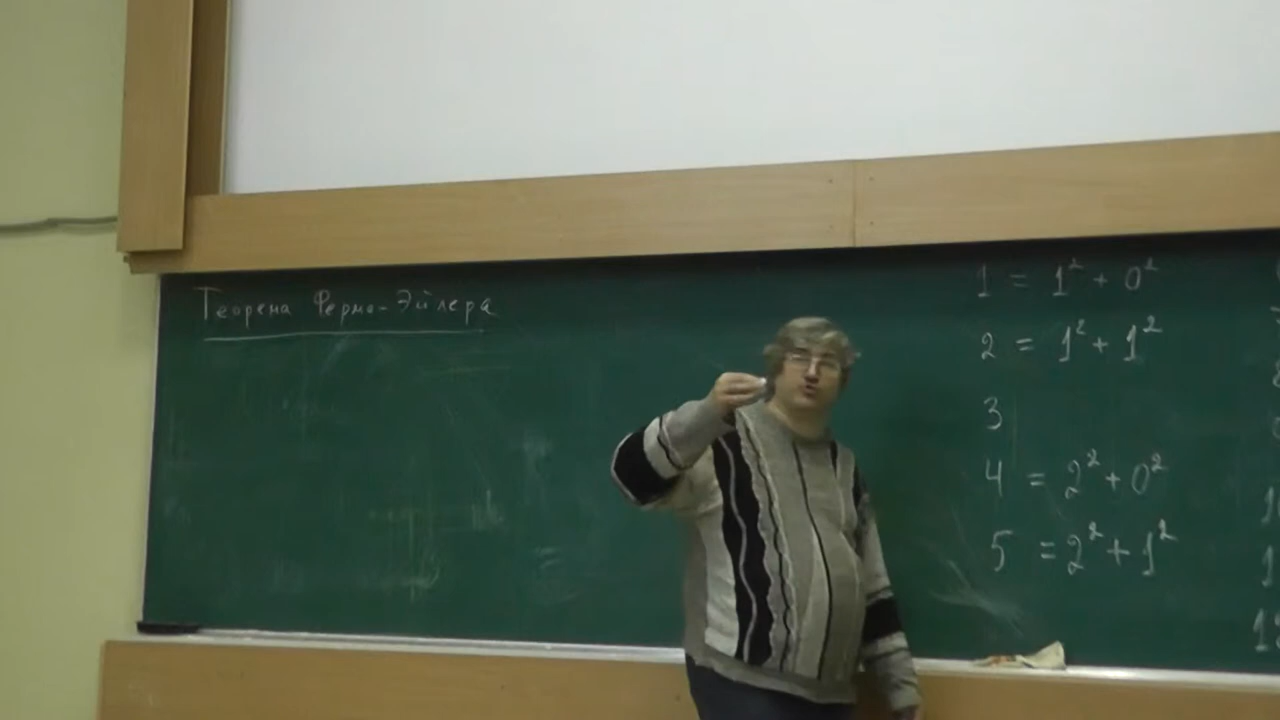 Теорема Ферма-Эйлера
1 = 1² + 0²
2 = 1² + 1²
3
4 = 2² + 0²
5 = 2² + 1²